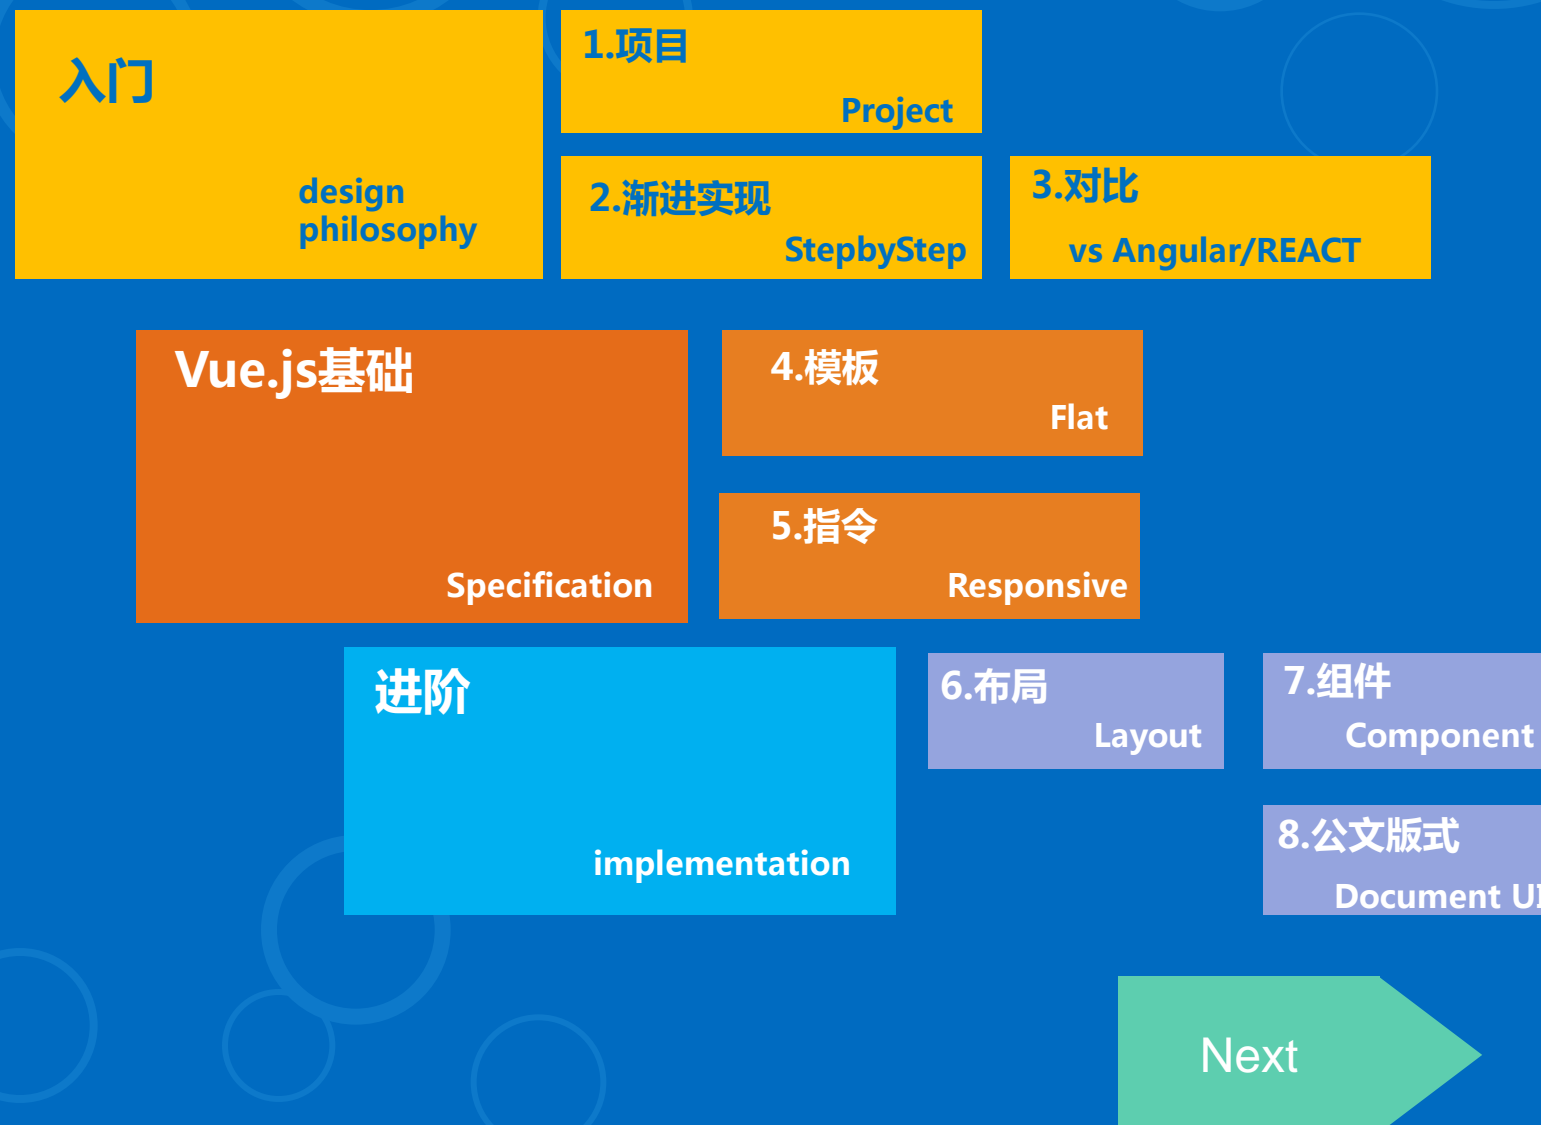 入门
design
philosophy
1.项目
Project
2.渐进实现
StepbyStep
3.对比
vs Angular/REACT
Vue.js基础
Specification
4.模板
Flat
5.指令
Responsive
进阶
implementation
6.布局
Layout
7.组件
Component
8.公文版式
Document UI
Next